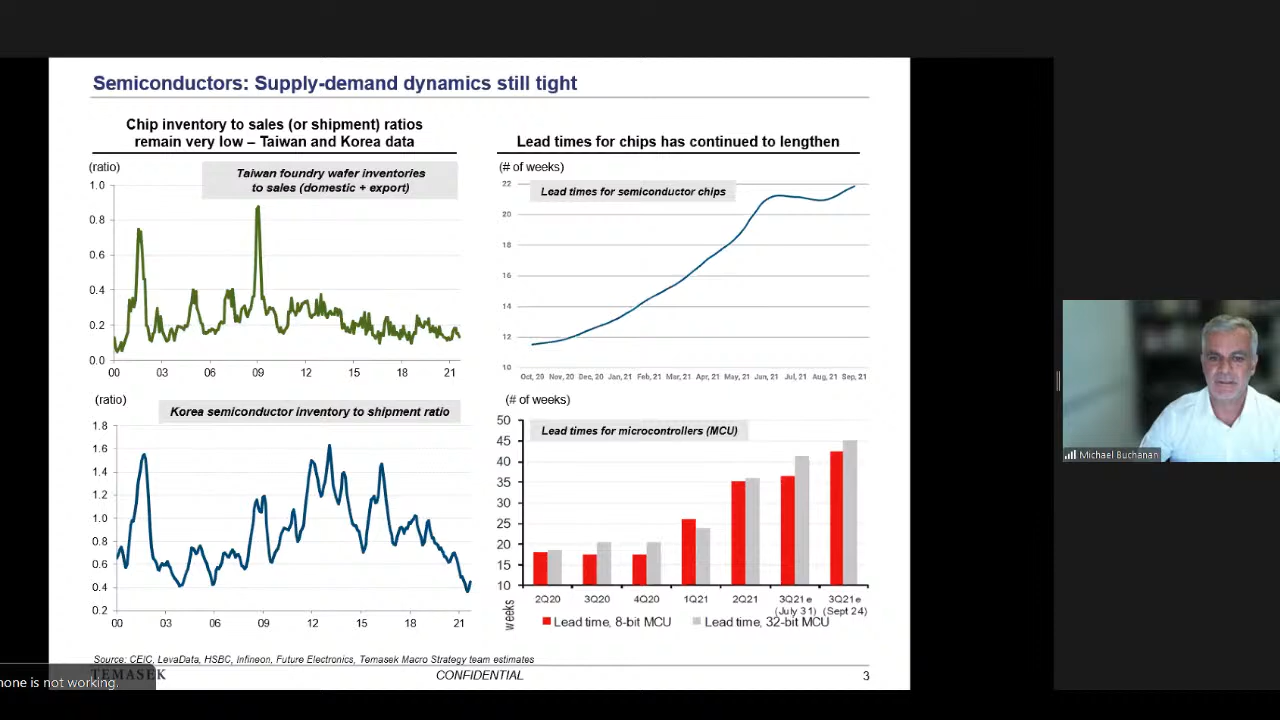 Semiconductors: Supply-demand dynamics still tight
Chip inventory to sales (or shipment) ratios
remain very low – Taiwan and Korea data
(ratio)
Taiwan foundry wafer inventories
to sales (domestic + export)
1.0
0.8
0.6
0.4
0.2
0.0
00 03 06 09 12 15 18 21
(ratio)
Korea semiconductor inventory to shipment ratio
1.8
1.6
1.4
1.2
1.0
0.8
0.6
0.4
0.2
00 03 06 09 12 15 18 21
Lead times for chips has continued to lengthen
(# of weeks)
Lead times for semiconductor chips
22
20
18
16
14
12
10
Oct, 20 Nov, 20 Dec, 20 Jan, 21 Feb, 21 Mar, 21 Apr, 21 May, 21 Jun, 21 Jul, 21 Aug, 21 Sep, 21
(# of weeks)
Lead times for microcontrollers (MCU)
50
45
40
35
30
25
20
15
10
weeks
2Q20 3Q20 4Q20 1Q21 2Q21 3Q21e 3Q21e
(July 31) (Sept 24)
Lead time, 8-bit MCU Lead time, 32-bit MCU
Source: CEIC, LevaData, HSBC, Infineon, Future Electronics, Temasek Macro Strategy team estimates
TEMASEK
CONFIDENTIAL
3
Michael Buchanan
is not working.